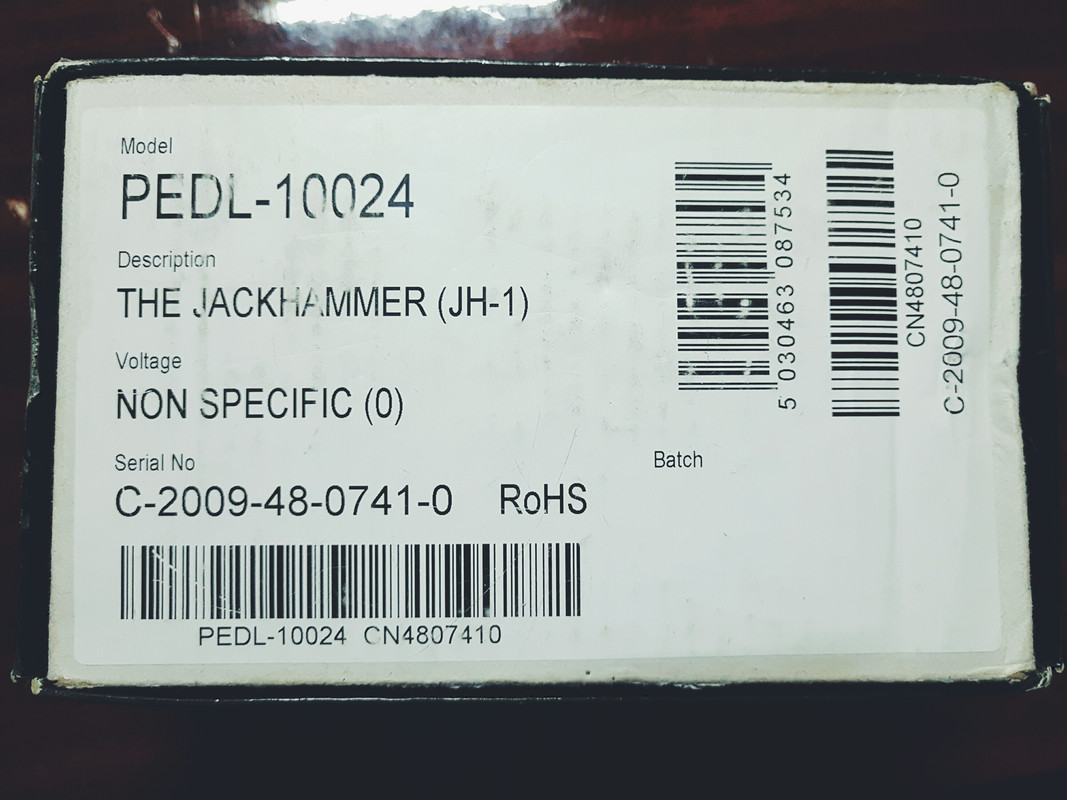 Model
PEDL-10024
Description
THE JACKHAMMER (JH-1)
Voltage
NON SPECIFIC (0)
Serial No
C-2009-48-0741-0 RoHS
PEDL-10024 CN4807410
5 030463 087534
CN4807410
C-2009-48-0741-0
Batch